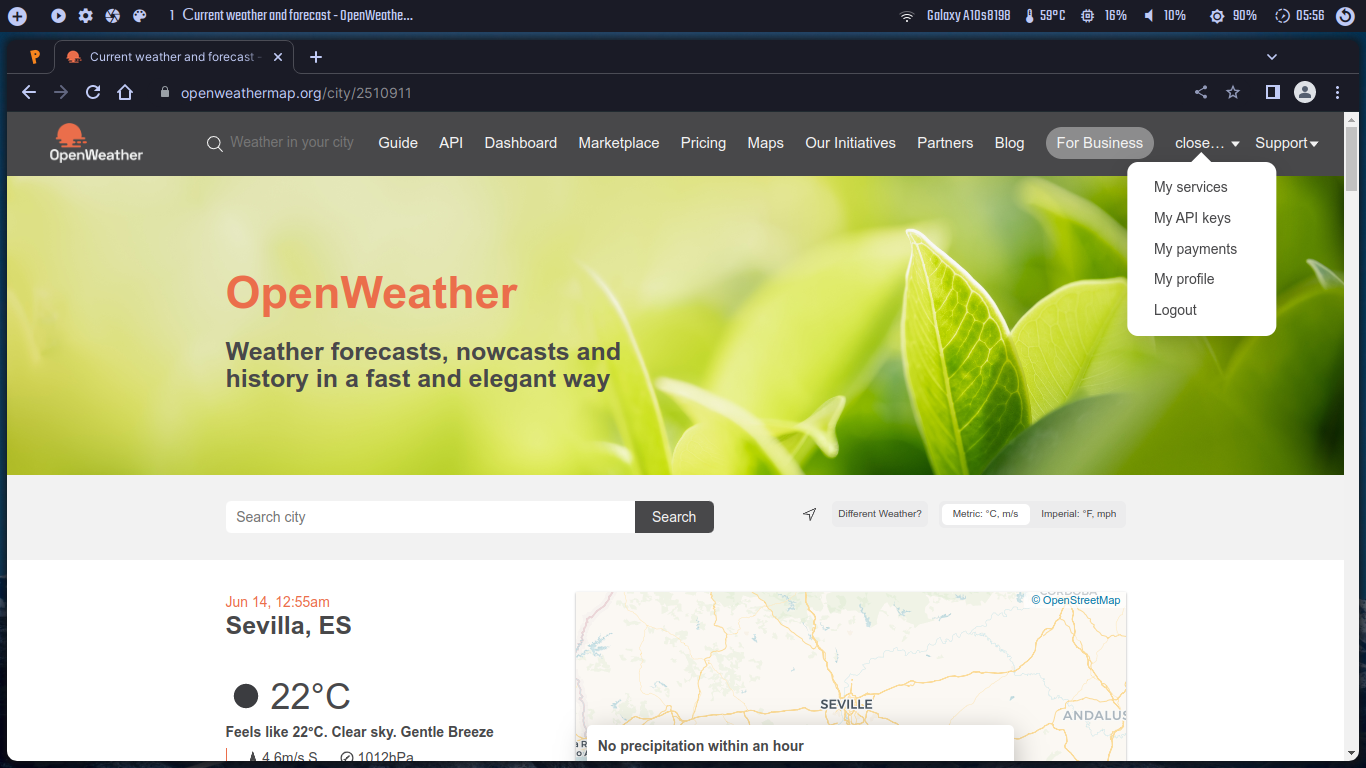 1 Current weather and forecast - OpenWeathe...
Galaxy A10s8198 59°C 16% 10% 90% 05:56
Current weather and forecast -
openweathermap.org/city/2510911
OpenWeather
Weather in your city
Guide
API
Dashboard
Marketplace
Pricing
Maps
Our Initiatives
Partners
Blog
For Business
close…
Support
My services
My API keys
My payments
My profile
Logout
OpenWeather
Weather forecasts, nowcasts and
history in a fast and elegant way
Search city
Search
Different Weather?
Metric: °C, m/s
Imperial: °F, mph
Jun 14, 12:55am
Sevilla, ES
22°C
Feels like 22°C. Clear sky. Gentle Breeze
4.6m/s S
1012hPa
© OpenStreetMap
SEVILLE
ANDALUS
No precipitation within an hour